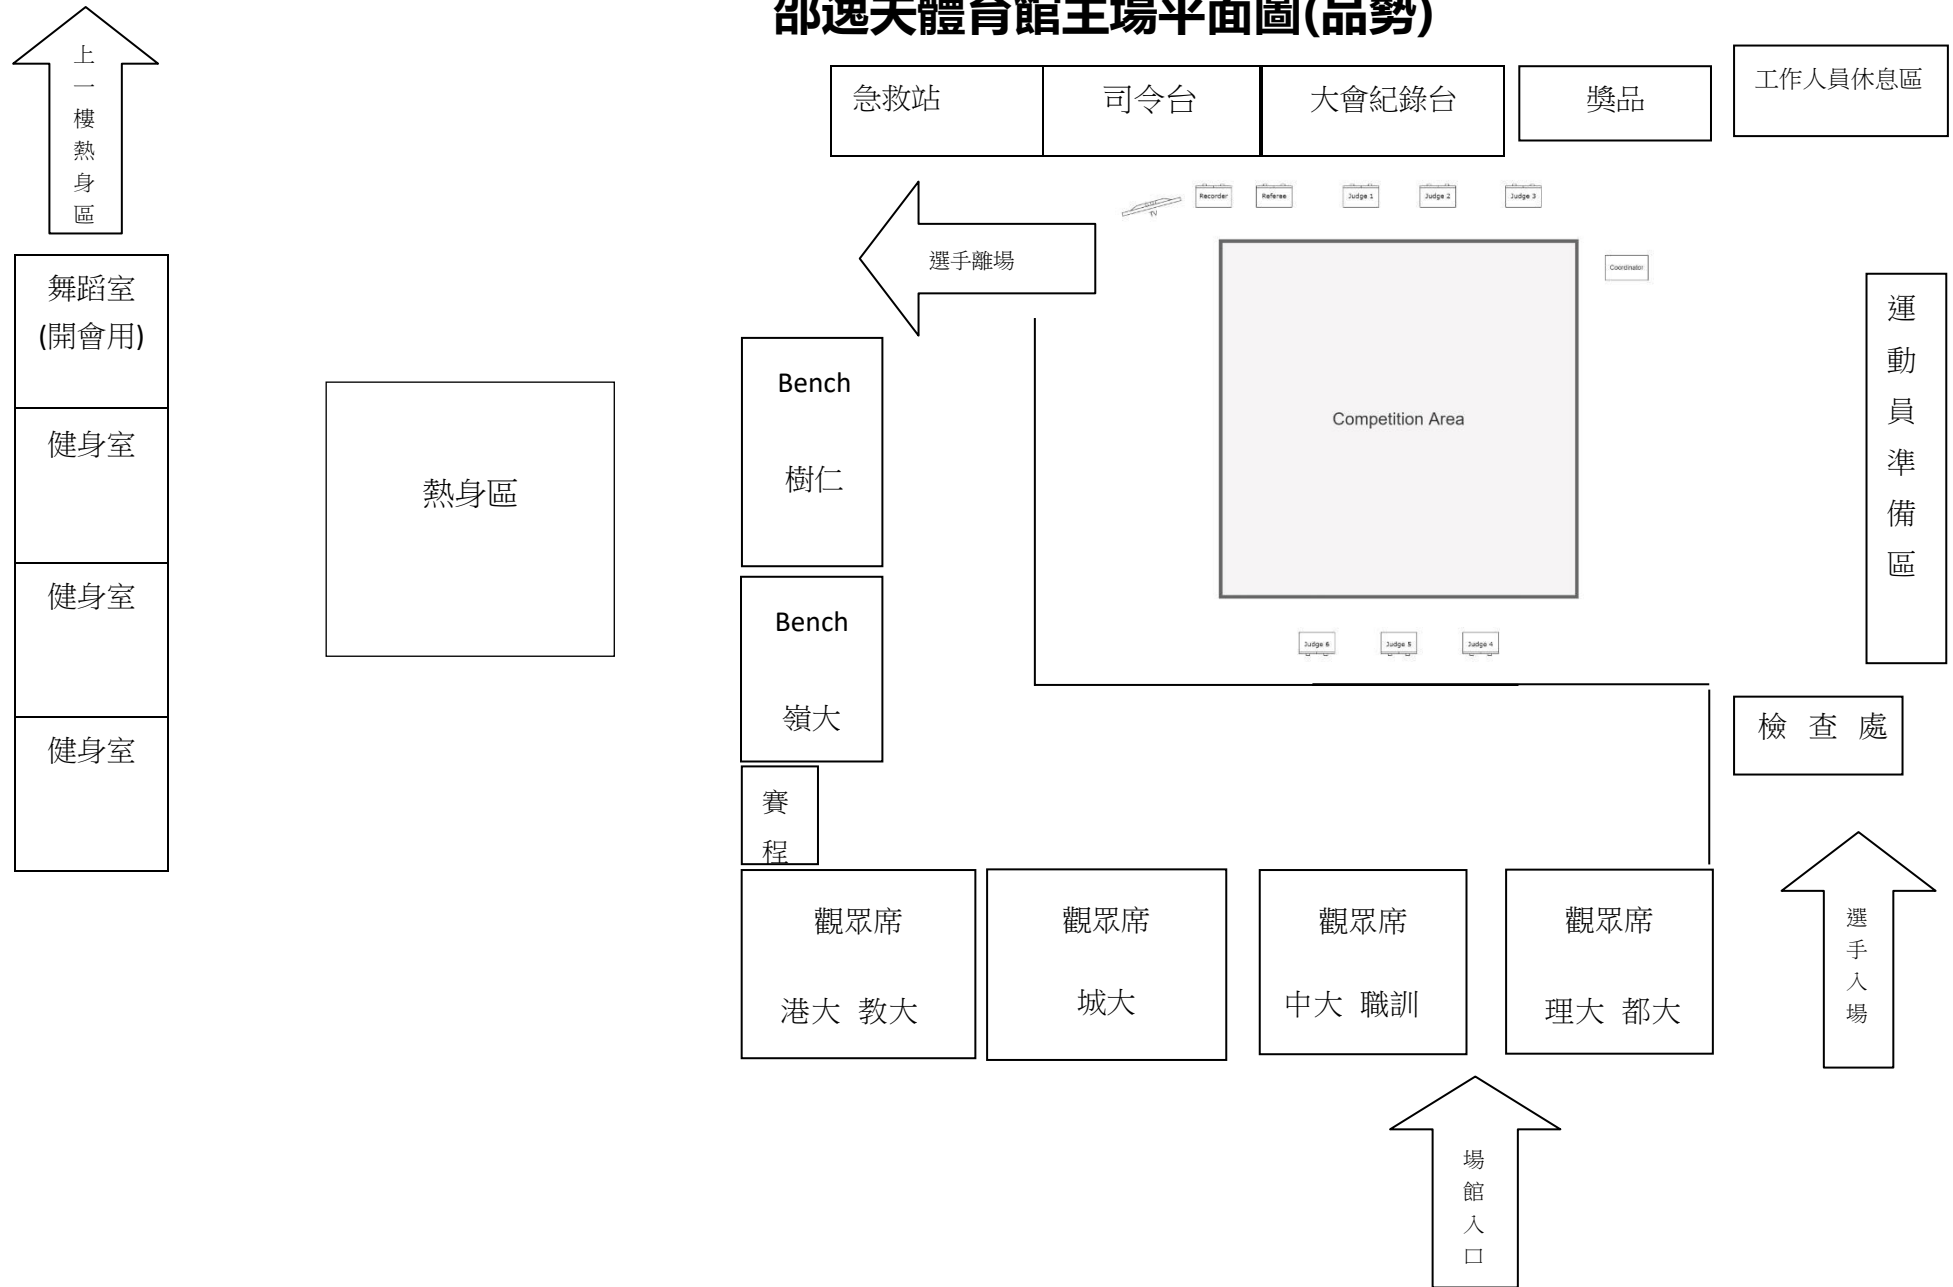 邵逸夫體育館主場平面圖(品勢)
上一樓熱身區
急救站
司令台
大會紀錄台
獎品
工作人員休息區
TV
Recorder
Referee
Judge 1
Judge 2
Judge 3
選手離場
Coordinator
舞蹈室
(開會用)
健身室
健身室
健身室
熱身區
Bench
樹仁
Bench
嶺大
賽程
Competition Area
運動員準備區
Judge 6
Judge 5
Judge 4
檢 查 處
觀眾席
港大 教大
觀眾席
城大
觀眾席
中大 職訓
觀眾席
理大 都大
選手入場
場館入口